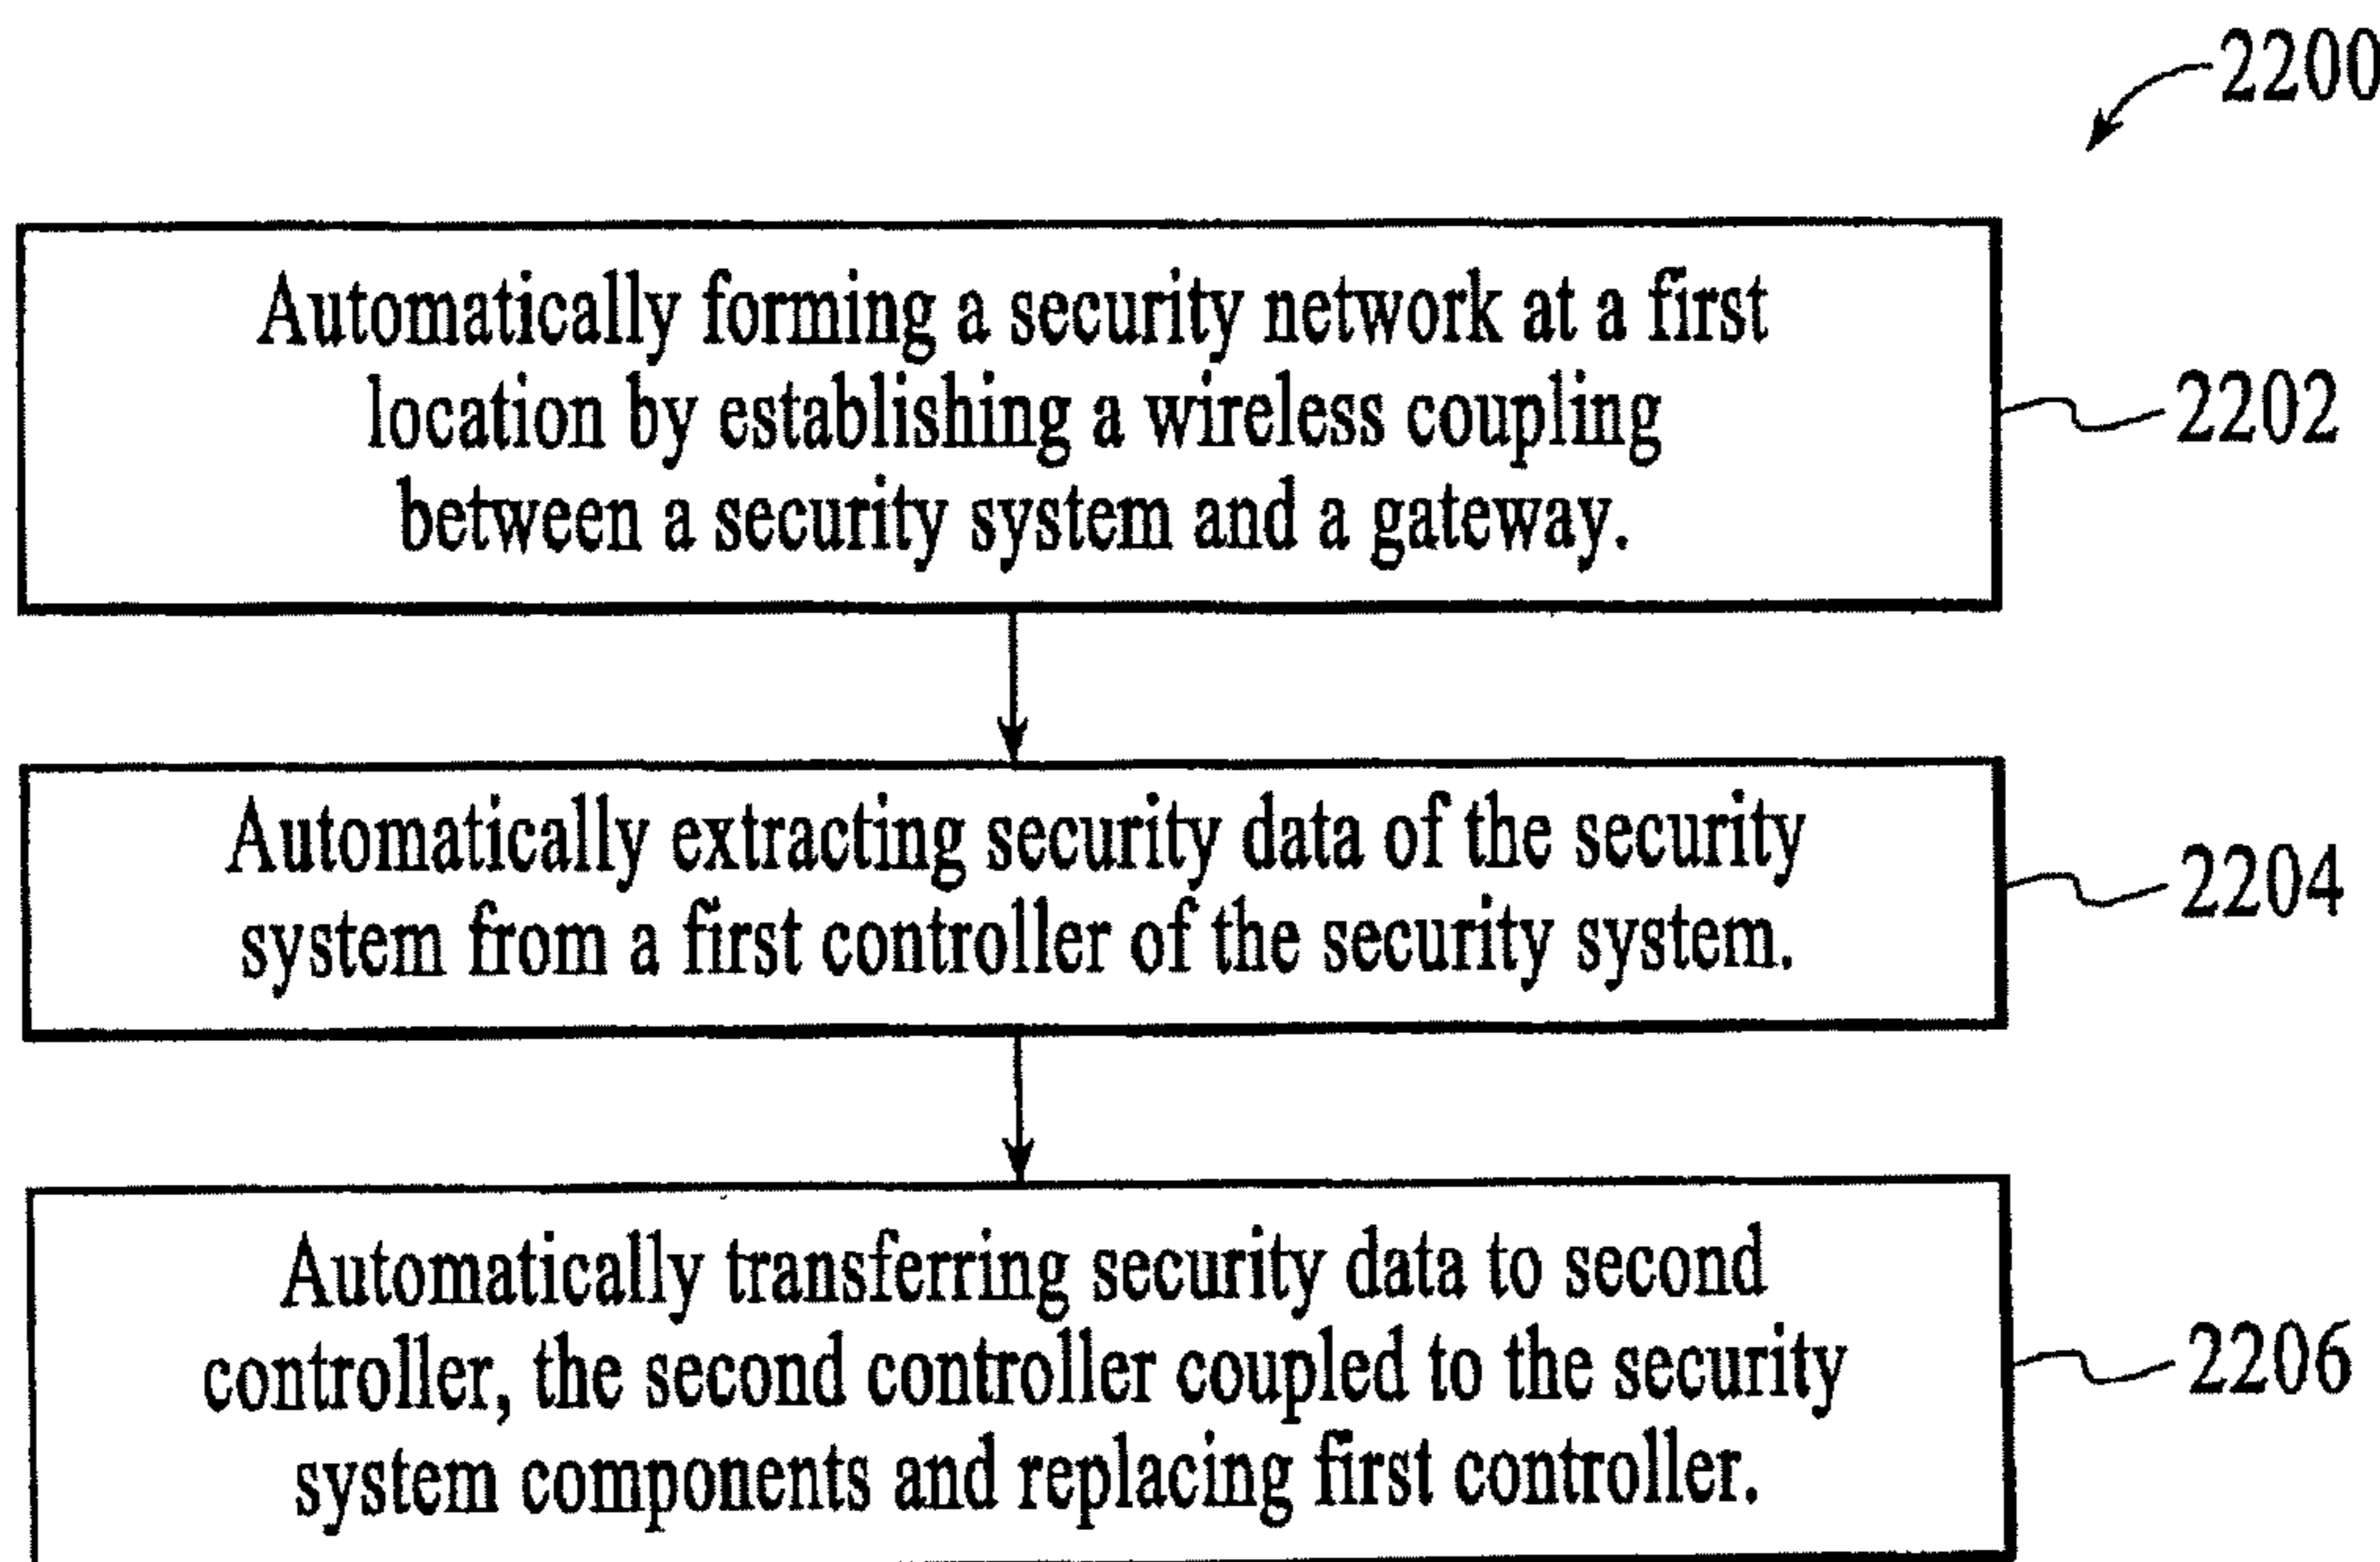 2200
Automatically forming a security network at a first
location by establishing a wireless coupling
between a security system and a gateway.
2202
Automatically extracting security data of the security
system from a first controller of the security system.
2204
Automatically transferring security data to second
controller, the second controller coupled to the security
system components and replacing first controller.
2206